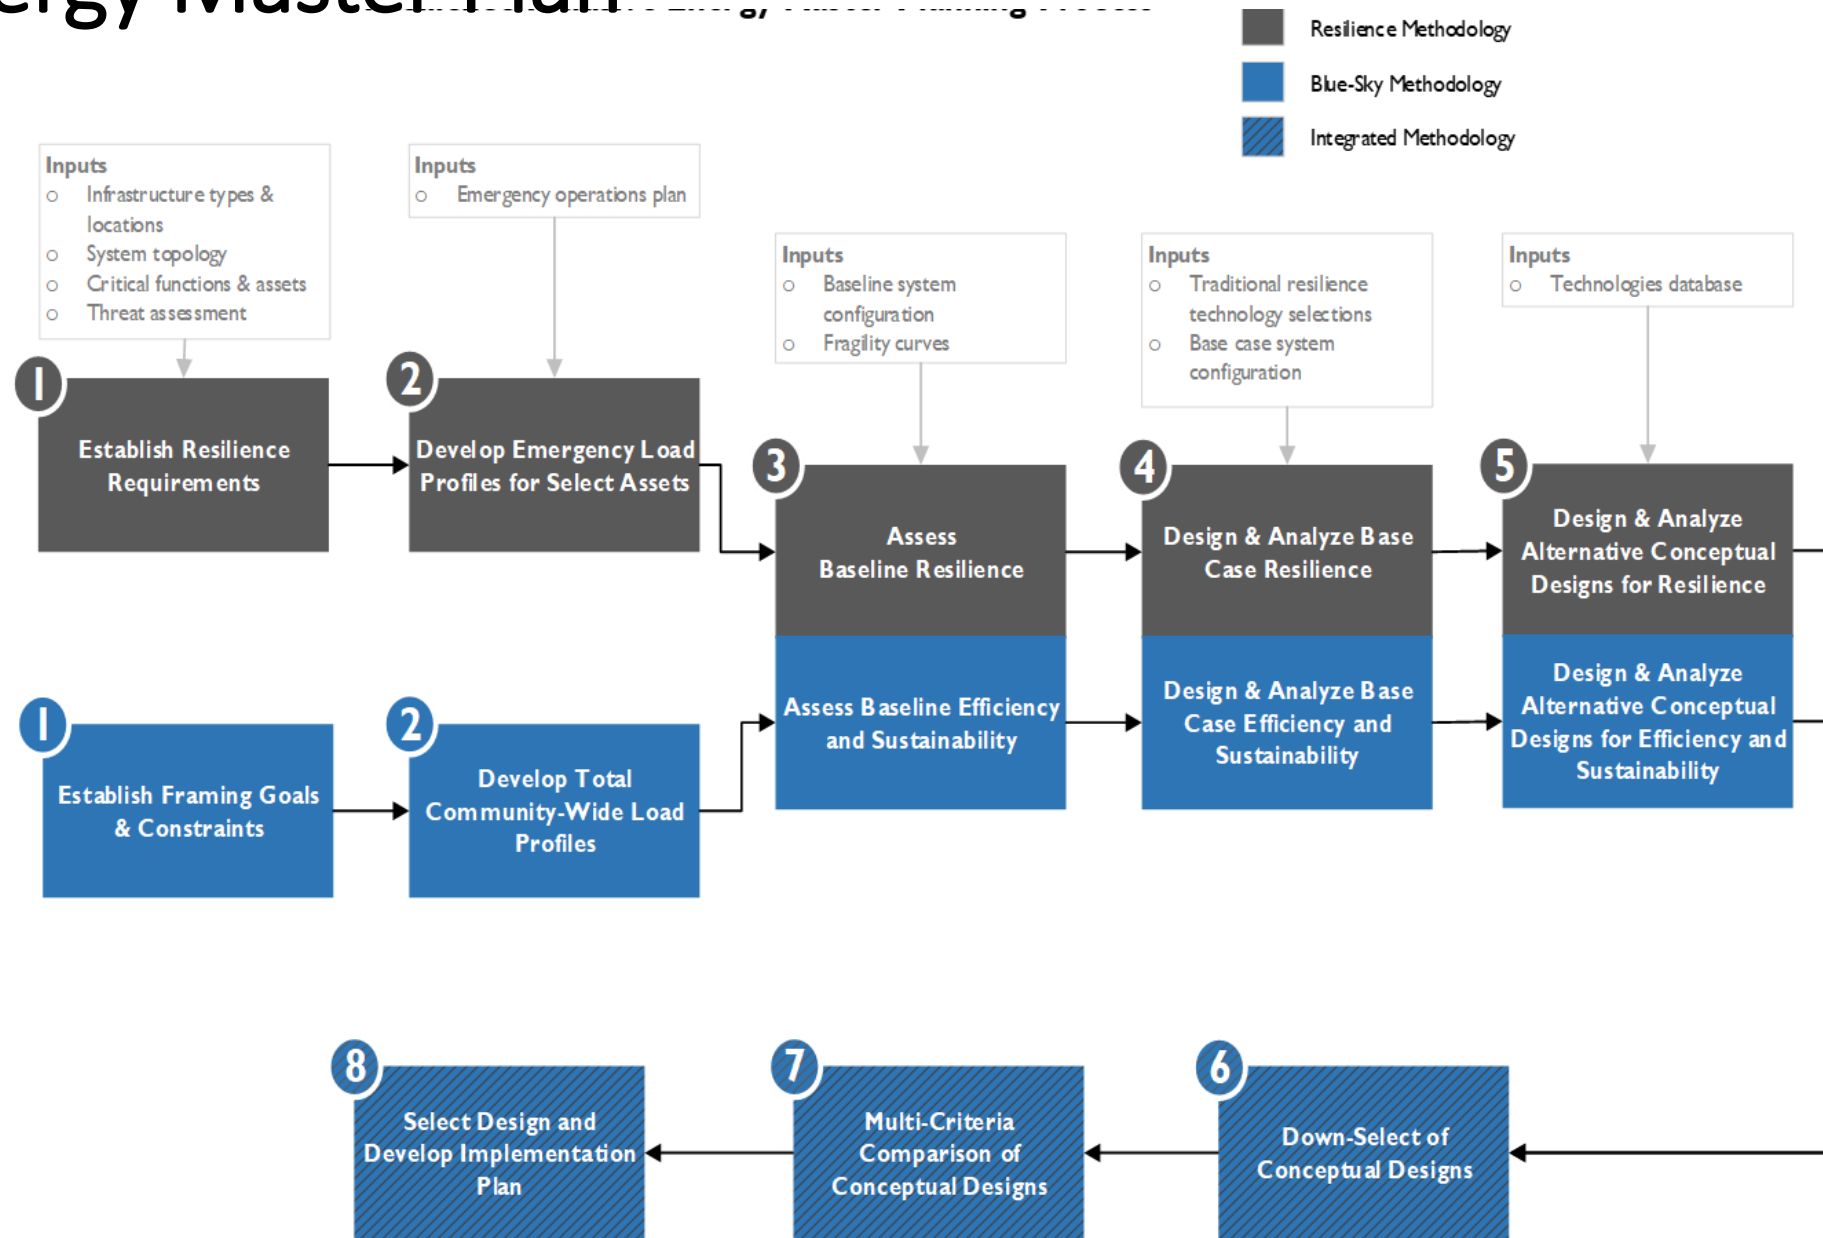 Resilience Methodology
Blue-Sky Methodology
Integrated Methodology
Inputs
○ Infrastructure types &
locations
○ System topology
○ Critical functions & assets
○ Threat assessment
Inputs
○ Emergency operations plan
Inputs
○ Baseline system
configuration
○ Fragility curves
Inputs
○ Traditional resilience
technology selections
○ Base case system
configuration
Inputs
○ Technologies database
1
Establish Resilience
Requirements
2
Develop Emergency Load
Profiles for Select Assets
3
Assess
Baseline Resilience
4
Design & Analyze Base
Case Resilience
5
Design & Analyze
Alternative Conceptual
Designs for Resilience
1
Establish Framing Goals
& Constraints
2
Develop Total
Community-Wide Load
Profiles
Assess Baseline Efficiency
and Sustainability
Design & Analyze Base
Case Efficiency and
Sustainability
Design & Analyze
Alternative Conceptual
Designs for Efficiency and
Sustainability
8
Select Design and
Develop Implementation
Plan
7
Multi-Criteria
Comparison of
Conceptual Designs
6
Down-Select of
Conceptual Designs